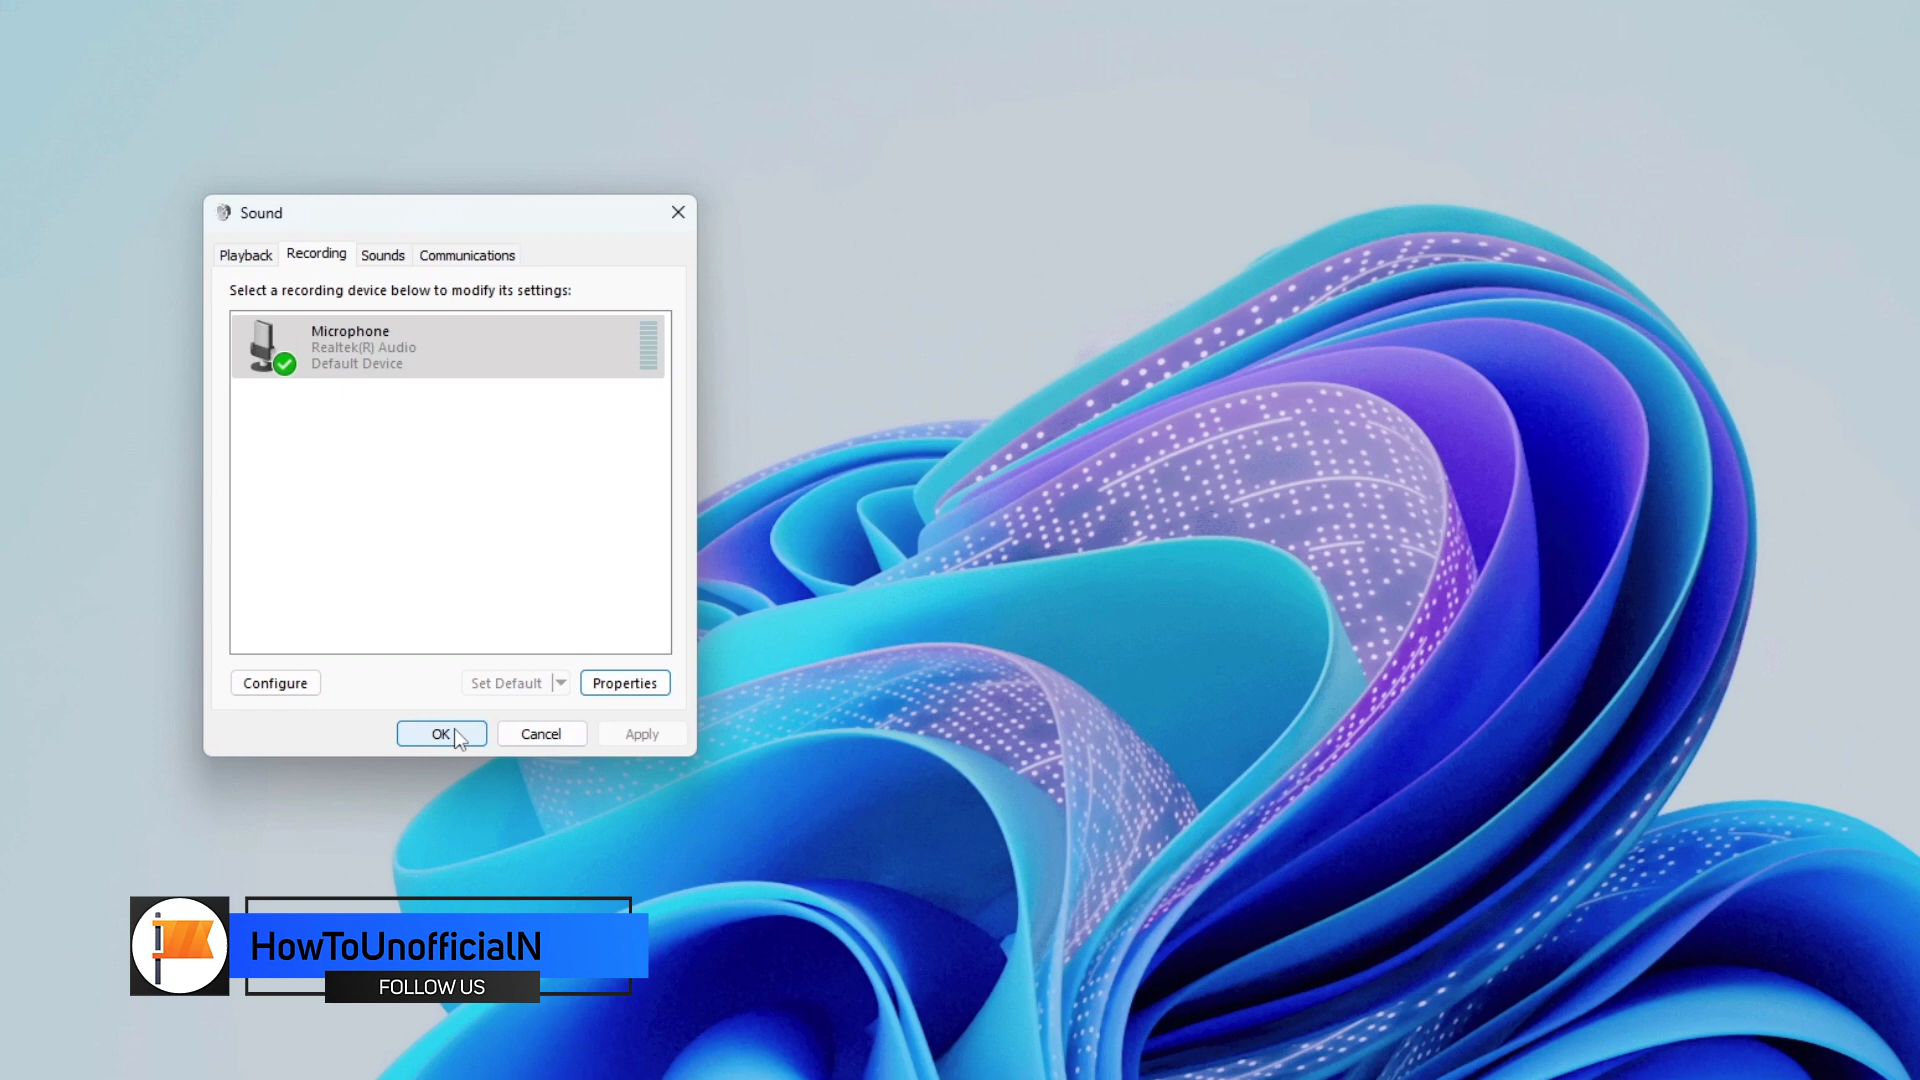 Sound
Playback Recording Sounds Communications
Select a recording device below to modify its settings:
Microphone
Realtek(R) Audio
Default Device
Configure Set Default Properties
OK Cancel Apply
HowToUnofficialN
FOLLOW US